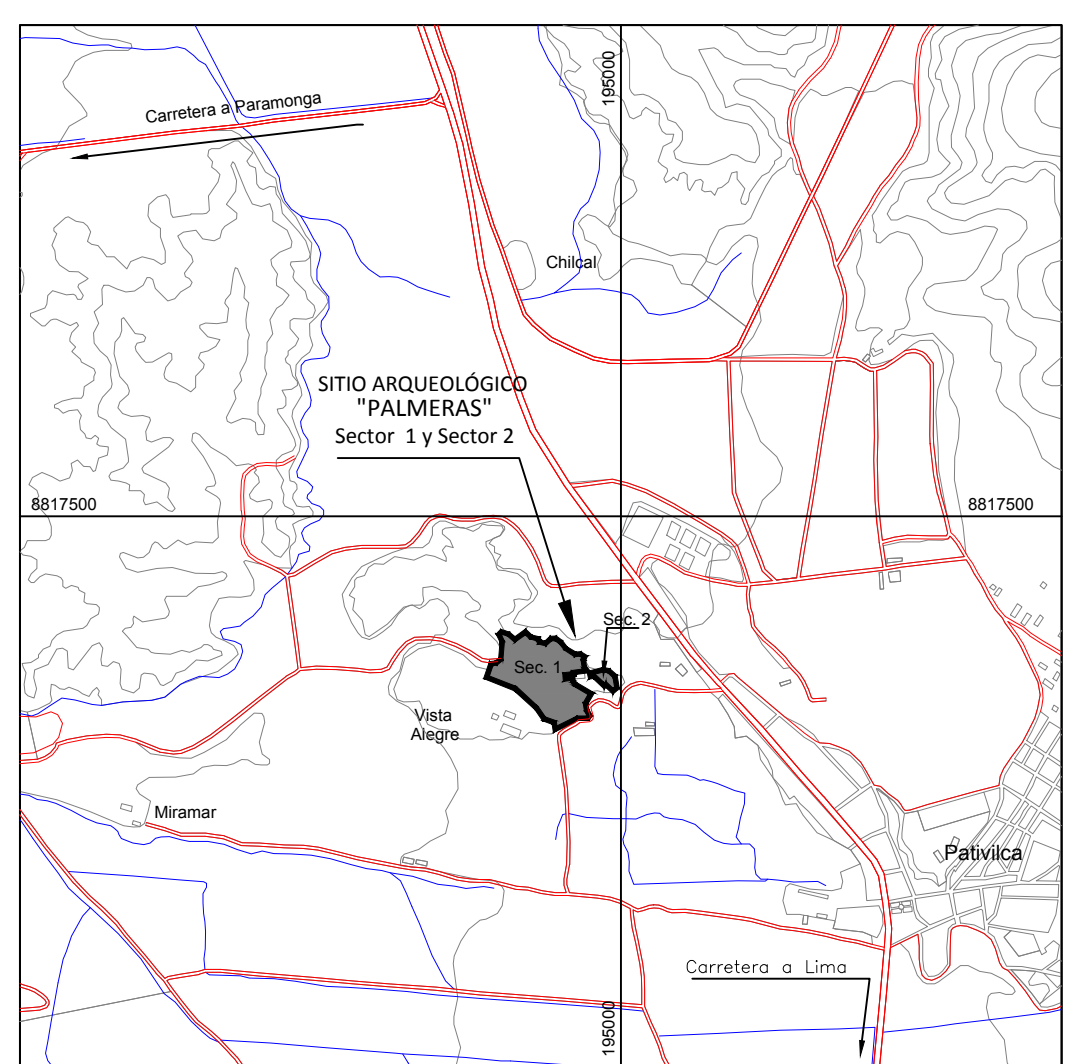 195000
Carretera a Paramonga
Chilcal
SITIO ARQUEOLÓGICO
"PALMERAS"
Sector 1 y Sector 2
8817500
8817500
Sec. 2
Sec. 1
Vista
Alegre
Miramar
Pativilca
Carretera a Lima
195000